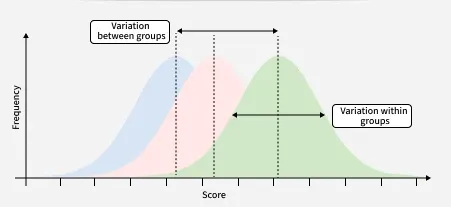 Variation
between groups
Frequency
Variation within
groups
Score